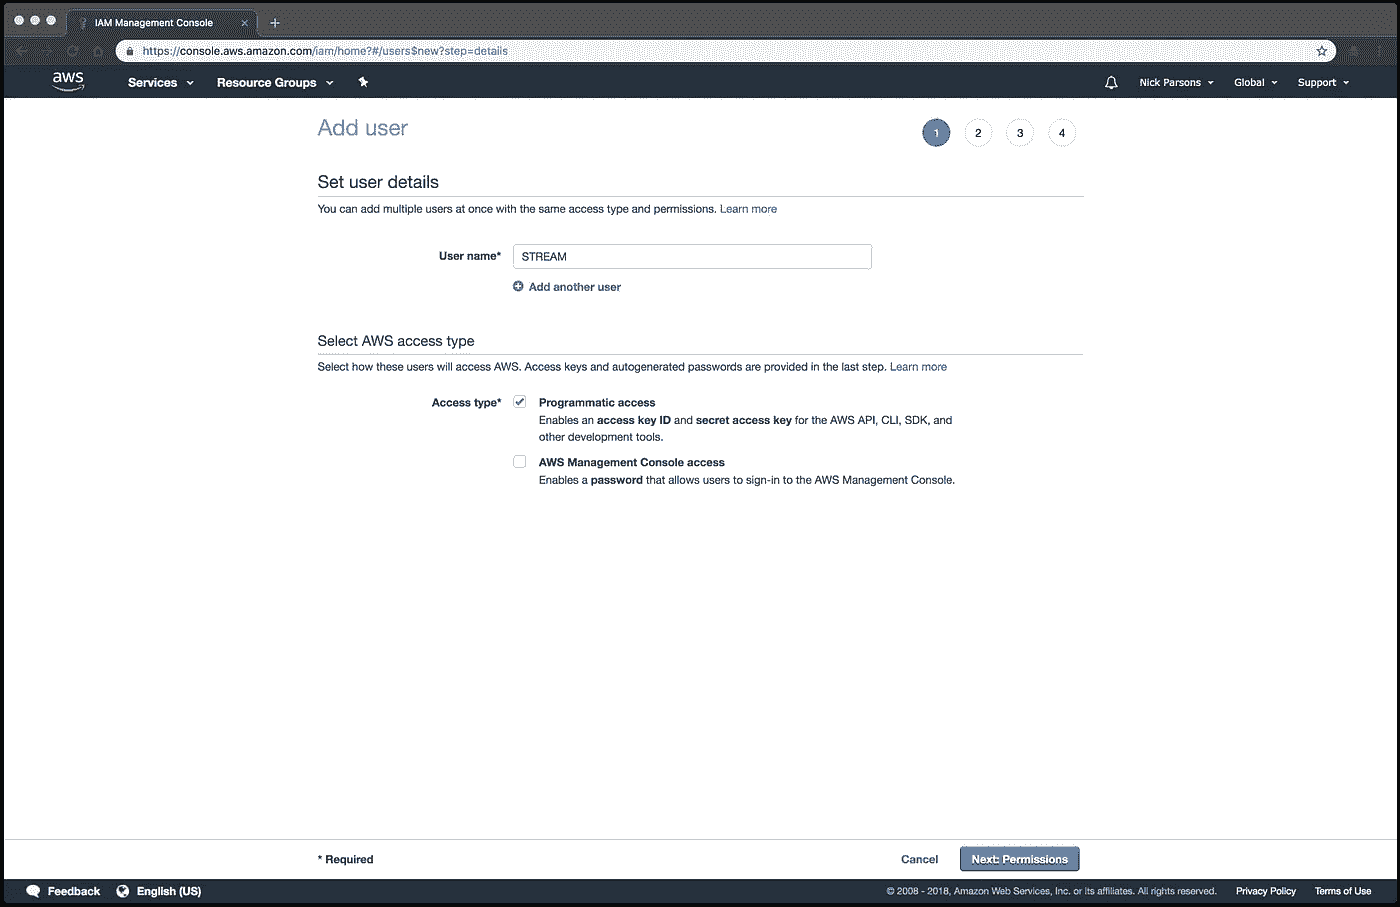 IAM Management Console
https://console.aws.amazon.com/iam/home?#/users$new?step=details
aws Services Resource Groups Nick Parsons Global Support
Add user
1 2 3 4
Set user details
You can add multiple users at once with the same access type and permissions. Learn more
User name* STREAM
Add another user
Select AWS access type
Select how these users will access AWS. Access keys and autogenerated passwords are provided in the last step. Learn more
Access type* Programmatic access
Enables an access key ID and secret access key for the AWS API, CLI, SDK, and
other development tools.
AWS Management Console access
Enables a password that allows users to sign-in to the AWS Management Console.
* Required Cancel Next: Permissions
Feedback English (US) © 2008 - 2018, Amazon Web Services, Inc. or its affiliates. All rights reserved. Privacy Policy Terms of Use